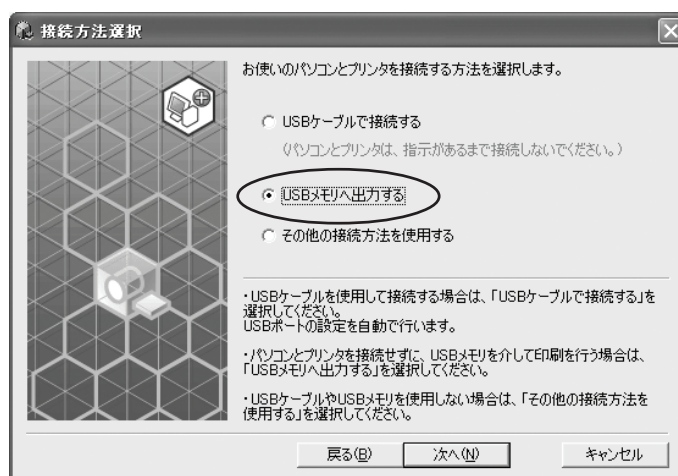 接続方法選択
お使いのパソコンとプリンタを接続する方法を選択します。
USBケーブルで接続する
(パソコンとプリンタは、指示があるまで接続しないでください。)
USBメモリへ出力する
その他の接続方法を使用する
・USBケーブルを使用して接続する場合は、「USBケーブルで接続する」を
選択してください。
USBポートの設定を自動で行います。
・パソコンとプリンタを接続せずに、USBメモリを介して印刷を行う場合は、
「USBメモリへ出力する」を選択してください。
・USBケーブルやUSBメモリを使用しない場合は、「その他の接続方法を
使用する」を選択してください。
戻る(B)
次へ(N)
キャンセル